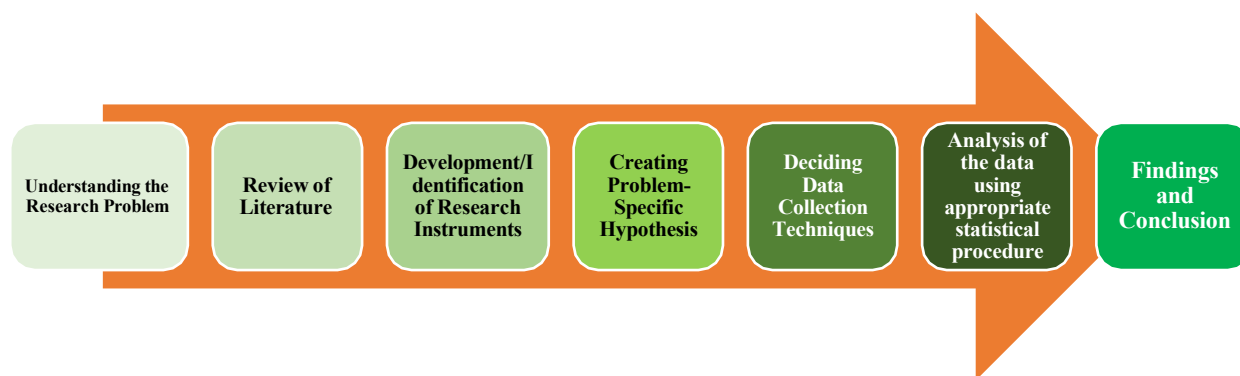 Understanding the
Research Problem
Review of
Literature
Development/I
dentification
of Research
Instruments
Creating
Problem-
Specific
Hypothesis
Deciding
Data
Collection
Techniques
Analysis of
the data
using
appropriate
statistical
procedure
Findings
and
Conclusion